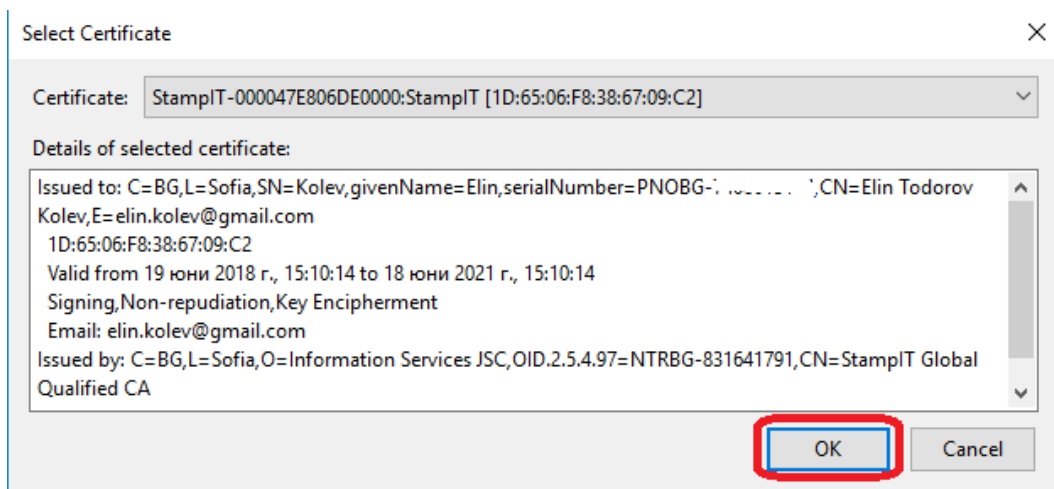 Select Certificate
Certificate: StampIT-000047E806DE0000:StampIT [1D:65:06:F8:38:67:09:C2]
Details of selected certificate:
Issued to: C=BG,L=Sofia,SN=Kolev,givenName=Elin,serialNumber=PNOBG- ,CN=Elin Todorov
Kolev,E=elin.kolev@gmail.com
1D:65:06:F8:38:67:09:C2
Valid from 19 юни 2018 г., 15:10:14 to 18 юни 2021 г., 15:10:14
Signing,Non-repudiation,Key Encipherment
Email: elin.kolev@gmail.com
Issued by: C=BG,L=Sofia,O=Information Services JSC,OID.2.5.4.97=NTRBG-831641791,CN=StampIT Global
Qualified CA
OK Cancel